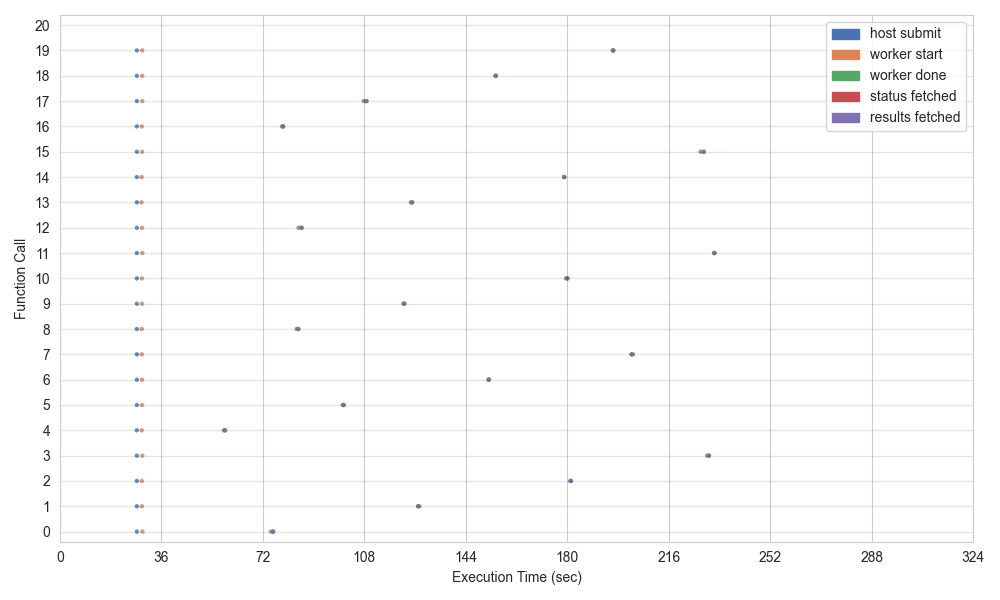 20
19
18
17
16
15
14
13
12
11
10
9
8
7
6
5
4
3
2
1
0
Function Call
0 36 72 108 144 180 216 252 288 324
Execution Time (sec)
host submit
worker start
worker done
status fetched
results fetched